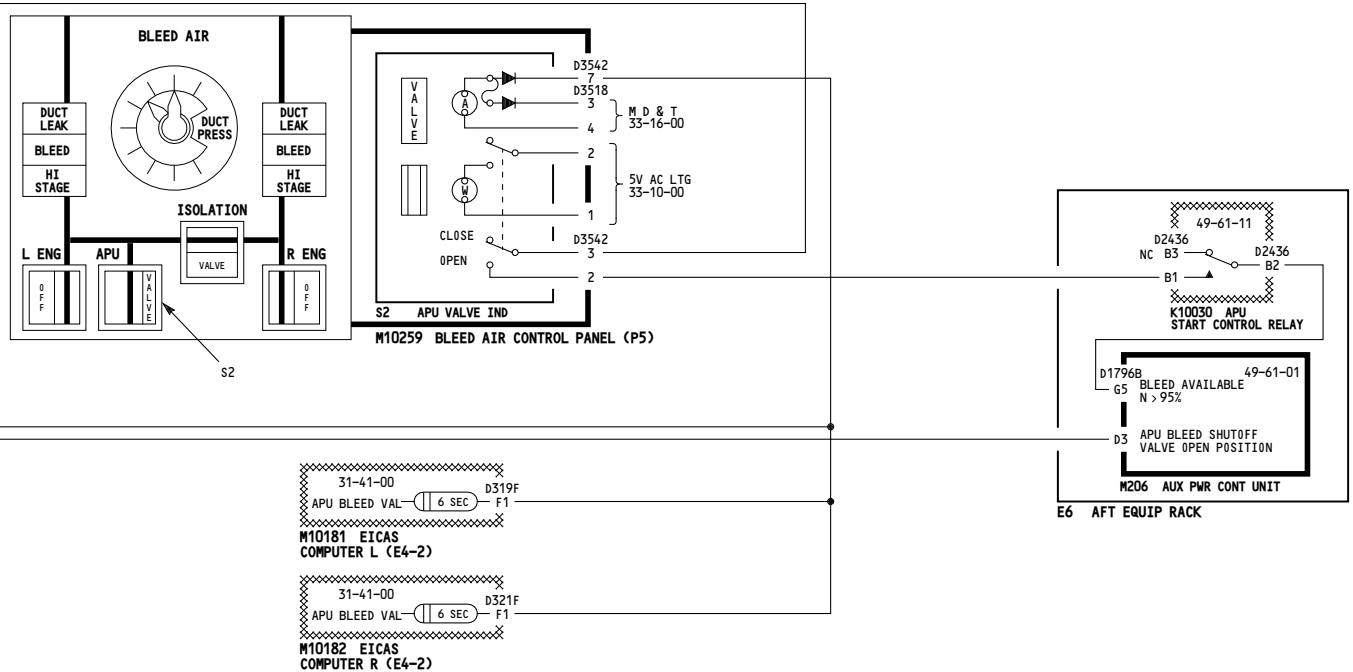 BLEED AIR
DUCT
LEAK
BLEED
HI
STAGE
DUCT
PRESS
DUCT
LEAK
BLEED
HI
STAGE
ISOLATION
VALVE
L ENG
APU
R ENG
OFF
VALVE
OFF
S2
VALVE
A
W
D3542
7
D3518
3
4
M D & T
33-16-00
2
5V AC LTG
33-10-00
1
CLOSE
OPEN
D3542
3
2
S2 APU VALVE IND
M10259 BLEED AIR CONTROL PANEL (P5)
49-61-11
D2436
NC B3
D2436
B2
B1
K10030 APU
START CONTROL RELAY
D1796B
49-61-01
G5 BLEED AVAILABLE
N > 95%
D3 APU BLEED SHUTOFF
VALVE OPEN POSITION
M206 AUX PWR CONT UNIT
E6 AFT EQUIP RACK
31-41-00
D319F
APU BLEED VAL 6 SEC F1
M10181 EICAS
COMPUTER L (E4-2)
31-41-00
D321F
APU BLEED VAL 6 SEC F1
M10182 EICAS
COMPUTER R (E4-2)